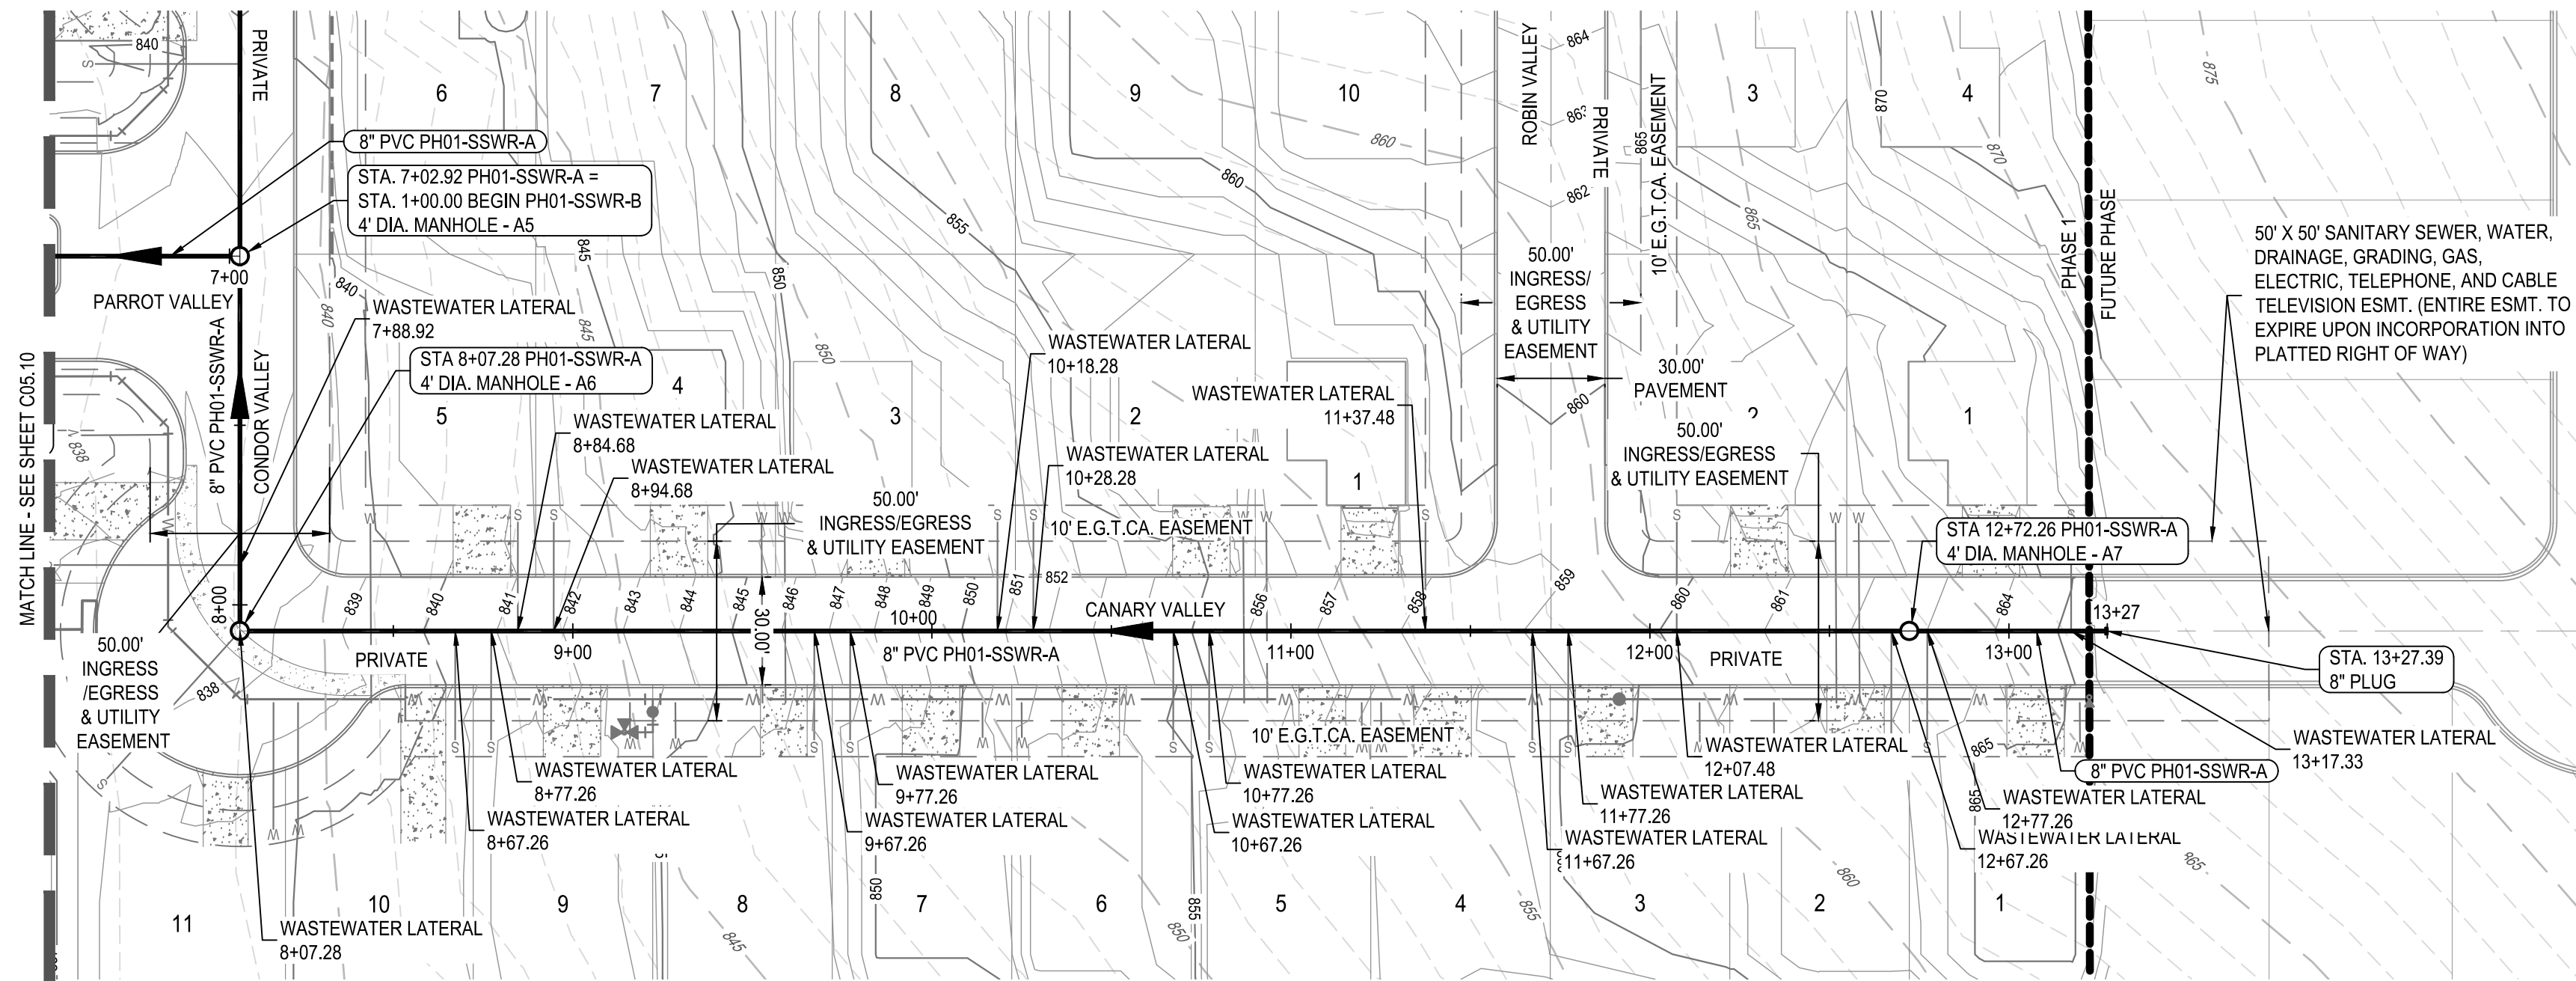 840
PRIVATE
6
7
8
9
10
864
863
862
860
ROBIN VALLEY
PRIVATE
865
10' E.G.T.CA. EASEMENT
3
4
870
870
875
8" PVC PH01-SSWR-A
STA. 7+02.92 PH01-SSWR-A =
STA. 1+00.00 BEGIN PH01-SSWR-B
4' DIA. MANHOLE - A5
860
855
865
PHASE 1
FUTURE PHASE
50' X 50' SANITARY SEWER, WATER,
DRAINAGE, GRADING, GAS,
ELECTRIC, TELEPHONE, AND CABLE
TELEVISION ESMT. (ENTIRE ESMT. TO
EXPIRE UPON INCORPORATION INTO
PLATTED RIGHT OF WAY)
7+00
PARROT VALLEY
840
840
845
845
850
850
50.00'
INGRESS/
EGRESS
& UTILITY
EASEMENT
WASTEWATER LATERAL
7+88.92
STA 8+07.28 PH01-SSWR-A
4' DIA. MANHOLE - A6
MATCH LINE - SEE SHEET C05.10
8" PVC PH01-SSWR-A
CONDOR VALLEY
838
5
4
3
2
1
2
1
WASTEWATER LATERAL
10+18.28
WASTEWATER LATERAL
11+37.48
30.00'
PAVEMENT
860
WASTEWATER LATERAL
8+84.68
WASTEWATER LATERAL
8+94.68
WASTEWATER LATERAL
10+28.28
50.00'
INGRESS/EGRESS
& UTILITY EASEMENT
50.00'
INGRESS/EGRESS
& UTILITY EASEMENT
10' E.G.T.CA. EASEMENT
STA 12+72.26 PH01-SSWR-A
4' DIA. MANHOLE - A7
8+00
839
840
841
842
843
844
845
846
847
848
849
850
851
852
856
857
858
859
860
861
864
30.00'
CANARY VALLEY
13+27
PRIVATE
9+00
10+00
8" PVC PH01-SSWR-A
11+00
12+00
PRIVATE
13+00
STA. 13+27.39
8" PLUG
50.00'
INGRESS
/EGRESS
& UTILITY
EASEMENT
838
10' E.G.T.CA. EASEMENT
WASTEWATER LATERAL
8+77.26
WASTEWATER LATERAL
8+67.26
WASTEWATER LATERAL
9+77.26
WASTEWATER LATERAL
9+67.26
WASTEWATER LATERAL
10+77.26
WASTEWATER LATERAL
10+67.26
WASTEWATER LATERAL
12+07.48
WASTEWATER LATERAL
11+77.26
WASTEWATER LATERAL
11+67.26
865
8" PVC PH01-SSWR-A
WASTEWATER LATERAL
13+17.33
865
WASTEWATER LATERAL
12+77.26
WASTEWATER LATERAL
12+67.26
11
10
9
8
7
6
5
4
3
2
1
850
855
845
850
855
860
865
WASTEWATER LATERAL
8+07.28